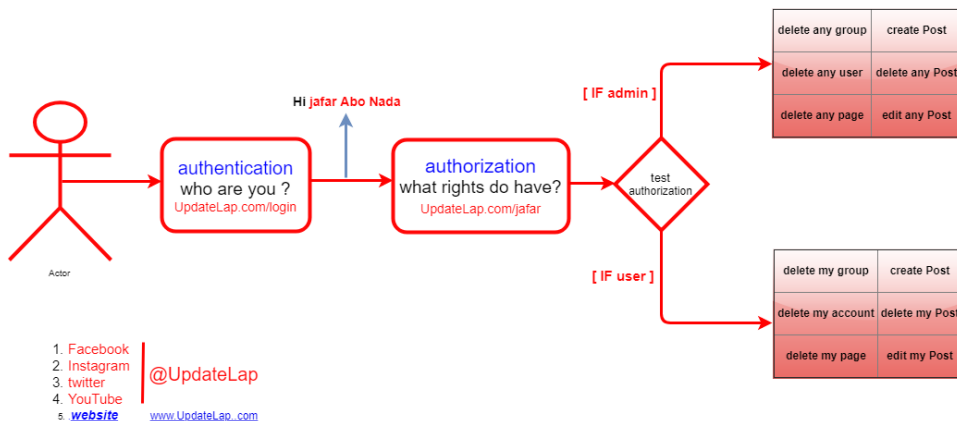 Actor
authentication
who are you ?
UpdateLap.com/login
Hi jafar Abo Nada
authorization
what rights do have?
UpdateLap.com/jafar
test
authorization
[ IF admin ]
delete any group create Post
delete any user delete any Post
delete any page edit any Post
[ IF user ]
delete my group create Post
delete my account delete my Post
delete my page edit my Post
1. Facebook
2. Instagram
3. twitter
4. YouTube
@UpdateLap
5. .website www.UpdateLap..com